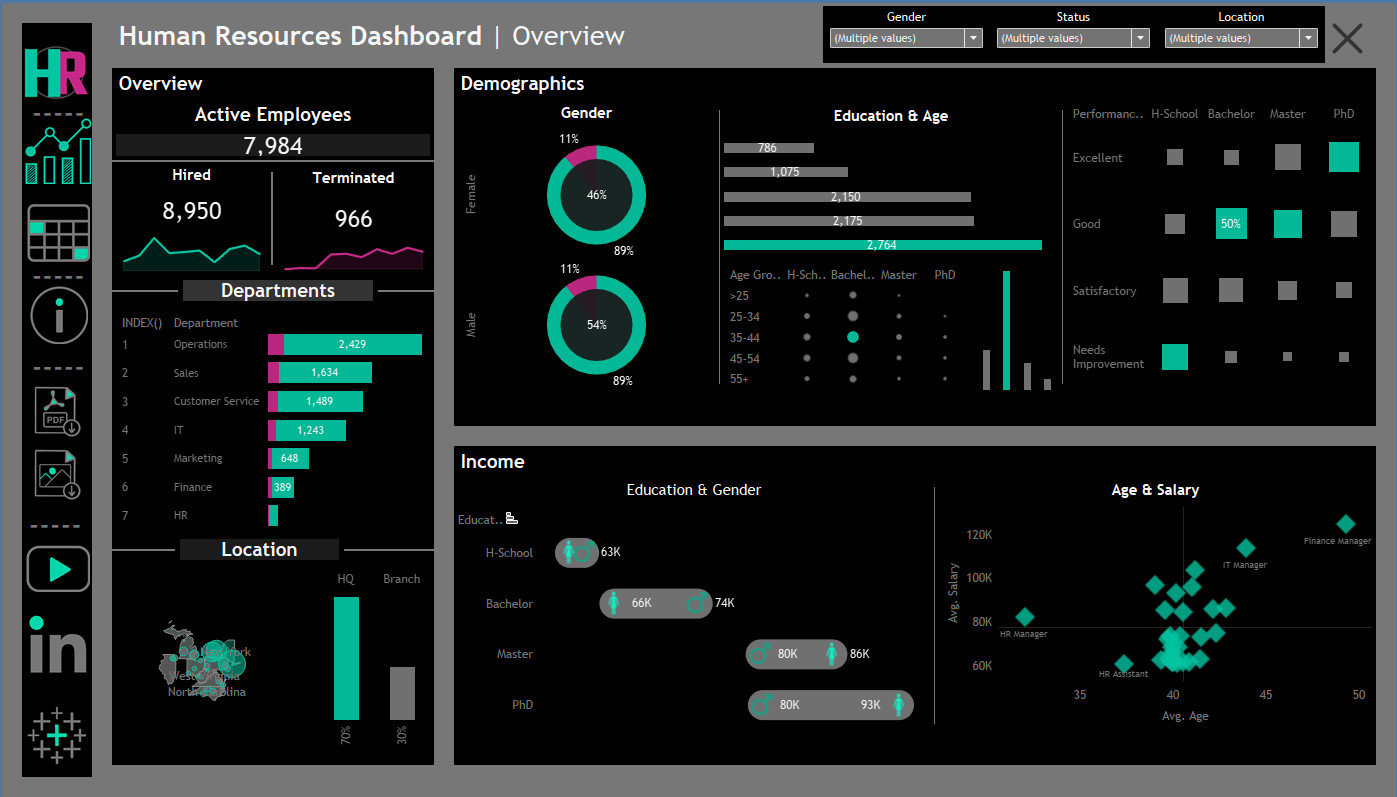 Human Resources Dashboard | Overview
Gender
Status
Location
(Multiple values)
(Multiple values)
(Multiple values)
HR
PDF
in
Overview
Active Employees
7,984
Hired
Terminated
8,950
966
Departments
INDEX() Department
1 Operations 2,429
2 Sales 1,634
3 Customer Service 1,489
4 IT 1,243
5 Marketing 648
6 Finance 389
7 HR
Location
HQ Branch
New York
West Virginia
North Carolina
70% 30%
Demographics
Gender
Female
11%
46%
89%
Male
11%
54%
89%
Education & Age
786
1,075
2,150
2,175
2,764
Age Gro.. H-Sch.. Bachel.. Master PhD
>25
25-34
35-44
45-54
55+
Performanc.. H-School Bachelor Master PhD
Excellent
Good 50%
Satisfactory
Needs
Improvement
Income
Education & Gender
Educat..
H-School 63K
Bachelor 66K 74K
Master 80K 86K
PhD 80K 93K
Age & Salary
Avg. Salary
120K
100K
80K
60K
Finance Manager
IT Manager
HR Manager
HR Assistant
35 40 45 50
Avg. Age